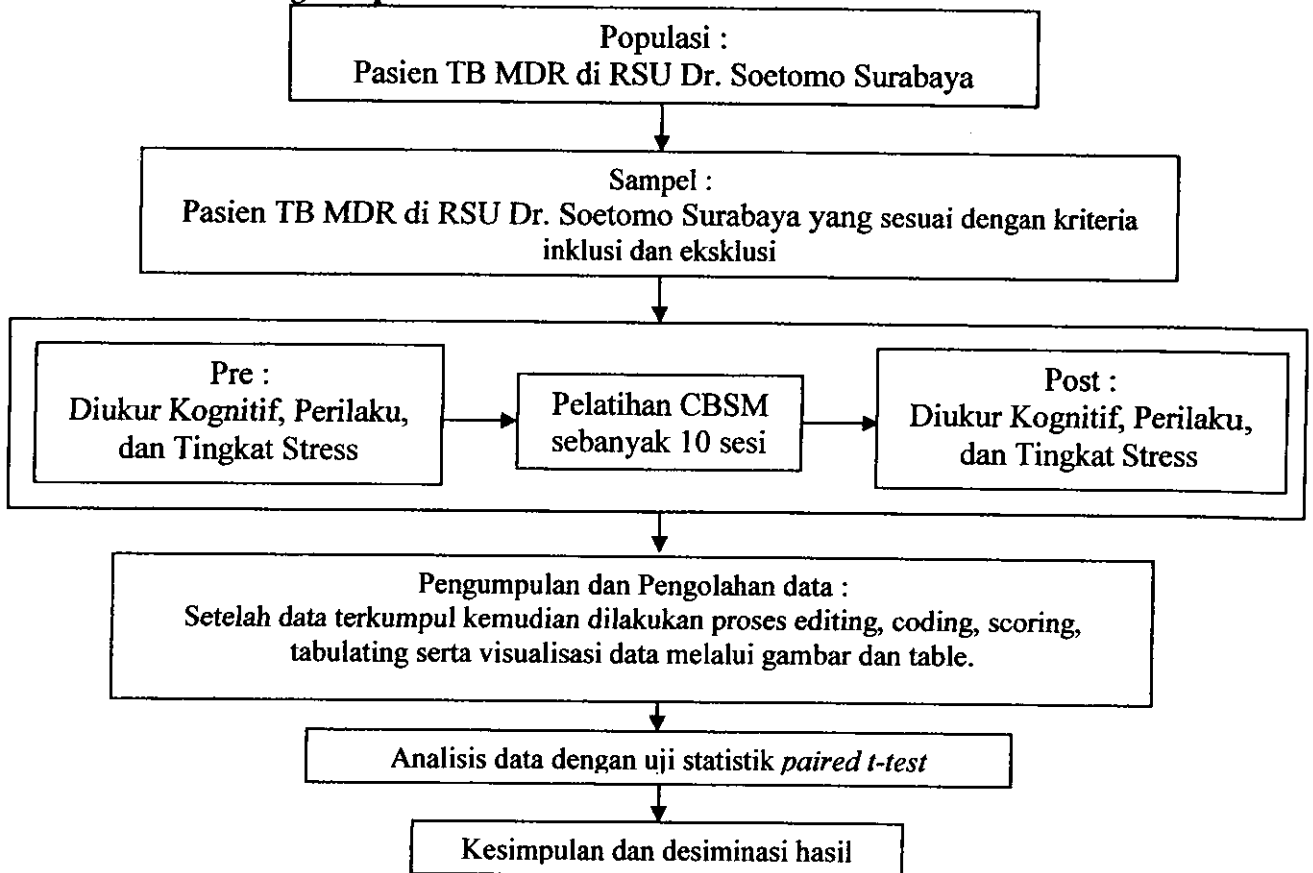 Populasi :
Pasien TB MDR di RSU Dr. Soetomo Surabaya
Sampel :
Pasien TB MDR di RSU Dr. Soetomo Surabaya yang sesuai dengan kriteria
inklusi dan eksklusi
Pre :
Diukur Kognitif, Perilaku,
dan Tingkat Stress
Pelatihan CBSM
sebanyak 10 sesi
Post :
Diukur Kognitif, Perilaku,
dan Tingkat Stress
Pengumpulan dan Pengolahan data :
Setelah data terkumpul kemudian dilakukan proses editing, coding, scoring,
tabulating serta visualisasi data melalui gambar dan table.
Analisis data dengan uji statistik paired t-test
Kesimpulan dan desiminasi hasil